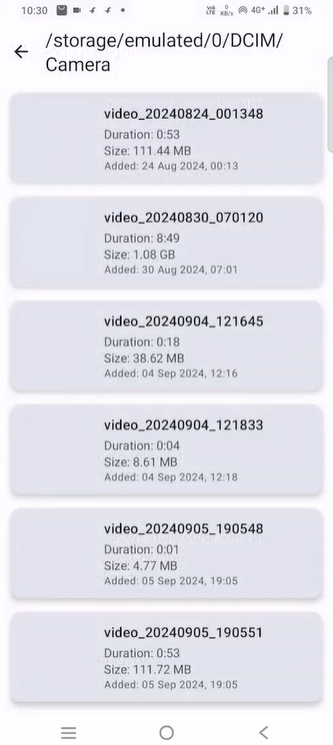 10:30
Vo) LTE 0 KB/s 4G+ 31%
/storage/emulated/0/DCIM/
Camera
video_20240824_001348
Duration: 0:53
Size: 111.44 MB
Added: 24 Aug 2024, 00:13
video_20240830_070120
Duration: 8:49
Size: 1.08 GB
Added: 30 Aug 2024, 07:01
video_20240904_121645
Duration: 0:18
Size: 38.62 MB
Added: 04 Sep 2024, 12:16
video_20240904_121833
Duration: 0:04
Size: 8.61 MB
Added: 04 Sep 2024, 12:18
video_20240905_190548
Duration: 0:01
Size: 4.77 MB
Added: 05 Sep 2024, 19:05
video_20240905_190551
Duration: 0:53
Size: 111.72 MB
Added: 05 Sep 2024, 19:05